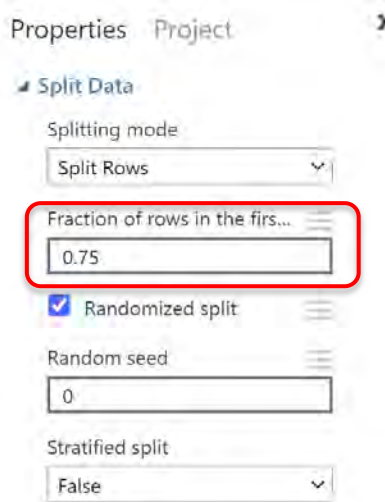 Properties Project
Split Data
Splitting mode
Split Rows
Fraction of rows in the firs...
0.75
Randomized split
Random seed
0
Stratified split
False